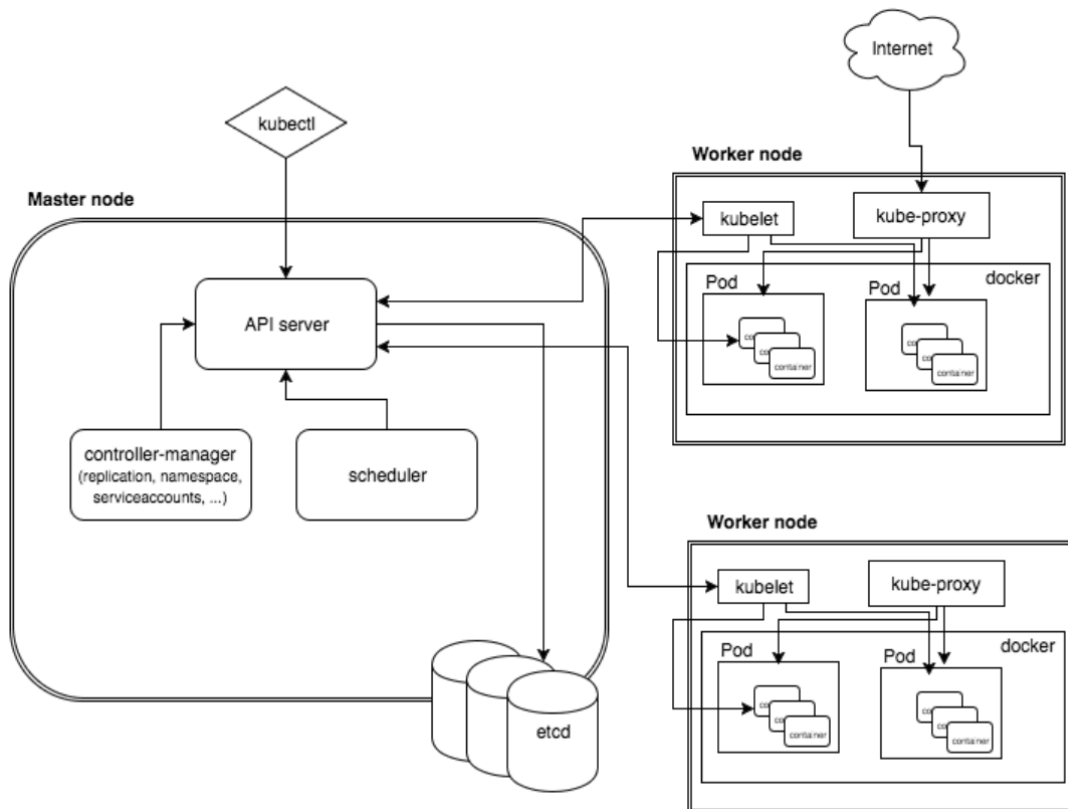 Internet
kubectl
Worker node
Master node
kubelet
kube-proxy
docker
Pod
Pod
API server
container
container
controller-manager
(replication, namespace,
serviceaccounts, ...)
scheduler
Worker node
kubelet
kube-proxy
docker
Pod
Pod
container
container
etcd